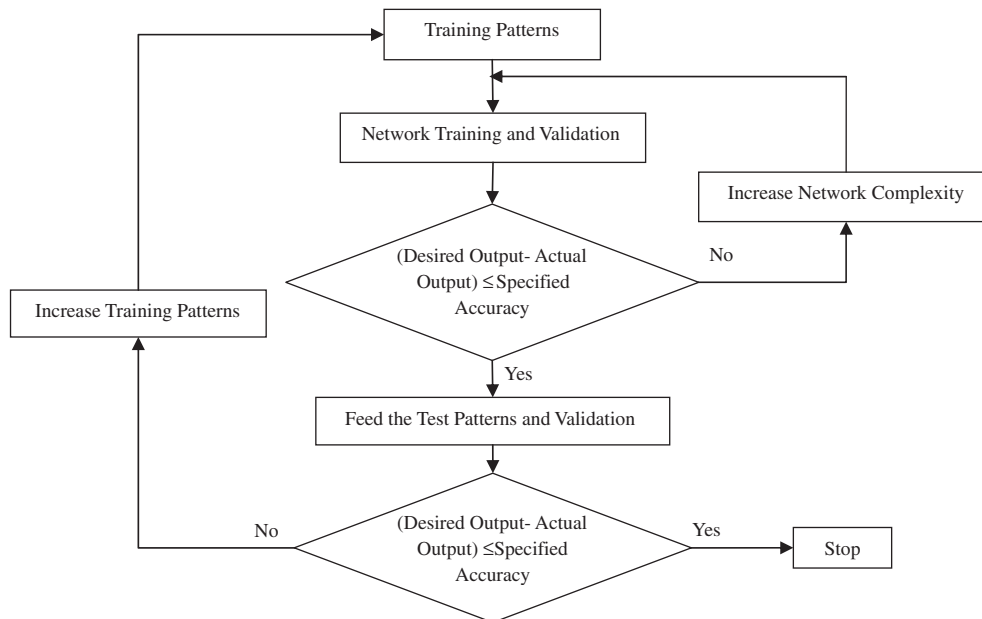 Training Patterns
Network Training and Validation
Increase Network Complexity
(Desired Output- Actual
Output) ≤Specified
Accuracy
No
Increase Training Patterns
Yes
Feed the Test Patterns and Validation
(Desired Output- Actual
Output) ≤Specified
Accuracy
No
Yes
Stop